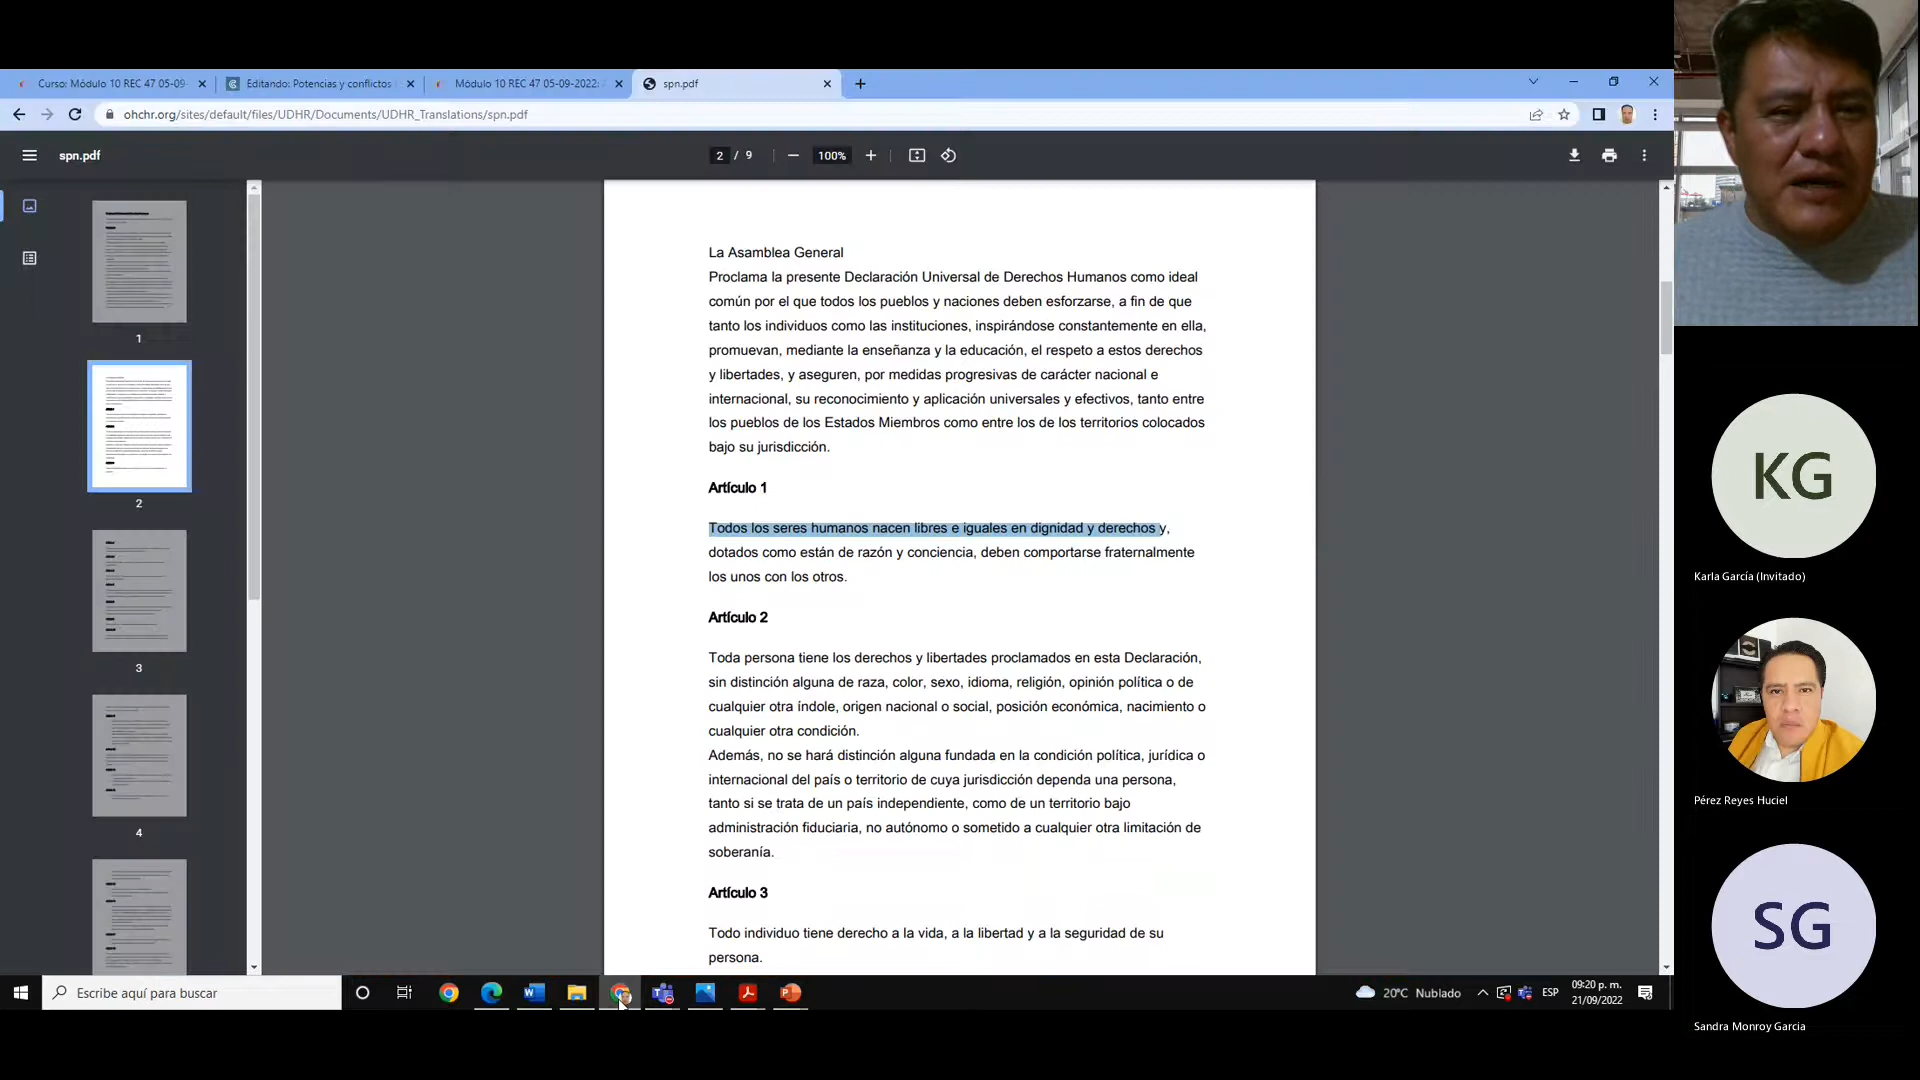 Curso: Módulo 10 REC 47 05-09
Editando: Potencias y conflictos
Módulo 10 REC 47 05-09-2022:
spn.pdf
ohchr.org/sites/default/files/UDHR/Documents/UDHR_Translations/spn.pdf
spn.pdf
2 / 9
100%
1
2
3
4
La Asamblea General
Proclama la presente Declaración Universal de Derechos Humanos como ideal
común por el que todos los pueblos y naciones deben esforzarse, a fin de que
tanto los individuos como las instituciones, inspirándose constantemente en ella,
promuevan, mediante la enseñanza y la educación, el respeto a estos derechos
y libertades, y aseguren, por medidas progresivas de carácter nacional e
internacional, su reconocimiento y aplicación universales y efectivos, tanto entre
los pueblos de los Estados Miembros como entre los de los territorios colocados
bajo su jurisdicción.
Artículo 1
Todos los seres humanos nacen libres e iguales en dignidad y derechos y,
dotados como están de razón y conciencia, deben comportarse fraternalmente
los unos con los otros.
Artículo 2
Toda persona tiene los derechos y libertades proclamados en esta Declaración,
sin distinción alguna de raza, color, sexo, idioma, religión, opinión política o de
cualquier otra índole, origen nacional o social, posición económica, nacimiento o
cualquier otra condición.
Además, no se hará distinción alguna fundada en la condición política, jurídica o
internacional del país o territorio de cuya jurisdicción dependa una persona,
tanto si se trata de un país independiente, como de un territorio bajo
administración fiduciaria, no autónomo o sometido a cualquier otra limitación de
soberanía.
Artículo 3
Todo individuo tiene derecho a la vida, a la libertad y a la seguridad de su
persona.
KG
Karla García (Invitado)
Pérez Reyes Huciel
SG
Sandra Monroy Garcia
Escribe aquí para buscar
20°C Nublado
ESP
09:20 p. m.
21/09/2022